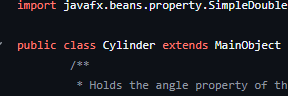 import javafx.beans.property.SimpleDouble
public class Cylinder extends MainObject
/**
* Holds the angle property of th